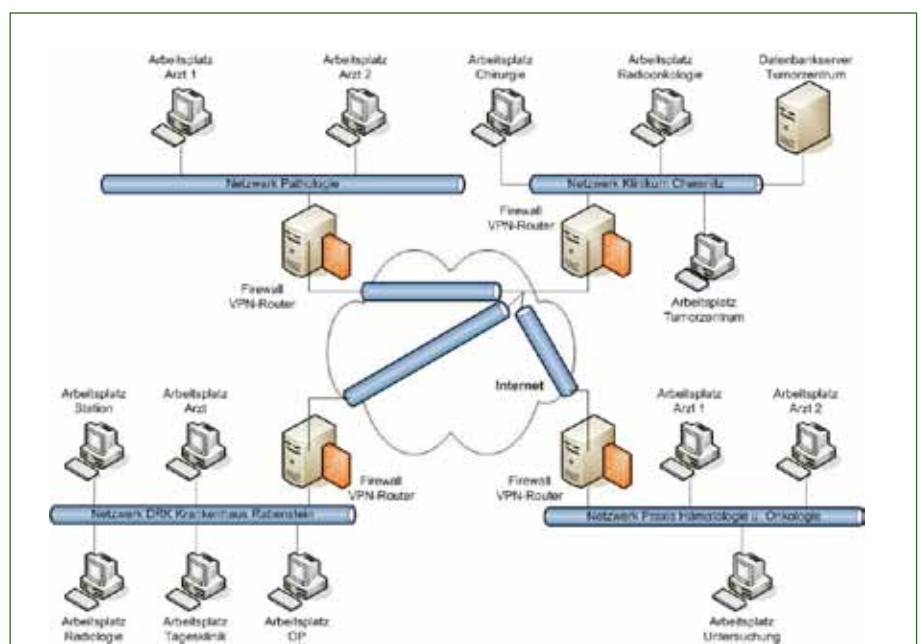 Arbeitsplatz
Arzt 1
Arbeitsplatz
Arzt 2
Arbeitsplatz
Chirurgie
Arbeitsplatz
Radioonkologie
Datenbankserver
Tumorzentrum
Netzwerk Pathologie
Netzwerk Klinikum Chemnitz
Firewall
VPN-Router
Firewall
VPN-Router
Arbeitsplatz
Tumorzentrum
Internet
Arbeitsplatz
Station
Arbeitsplatz
Arzt
Firewall
VPN-Router
Firewall
VPN-Router
Arbeitsplatz
Arzt 1
Arbeitsplatz
Arzt 2
Netzwerk DRK Krankenhaus Rabenstein
Netzwerk Praxis Hämatologie u. Onkologie
Arbeitsplatz
Radiologie
Arbeitsplatz
Tagesklinik
Arbeitsplatz
OP
Arbeitsplatz
Untersuchung